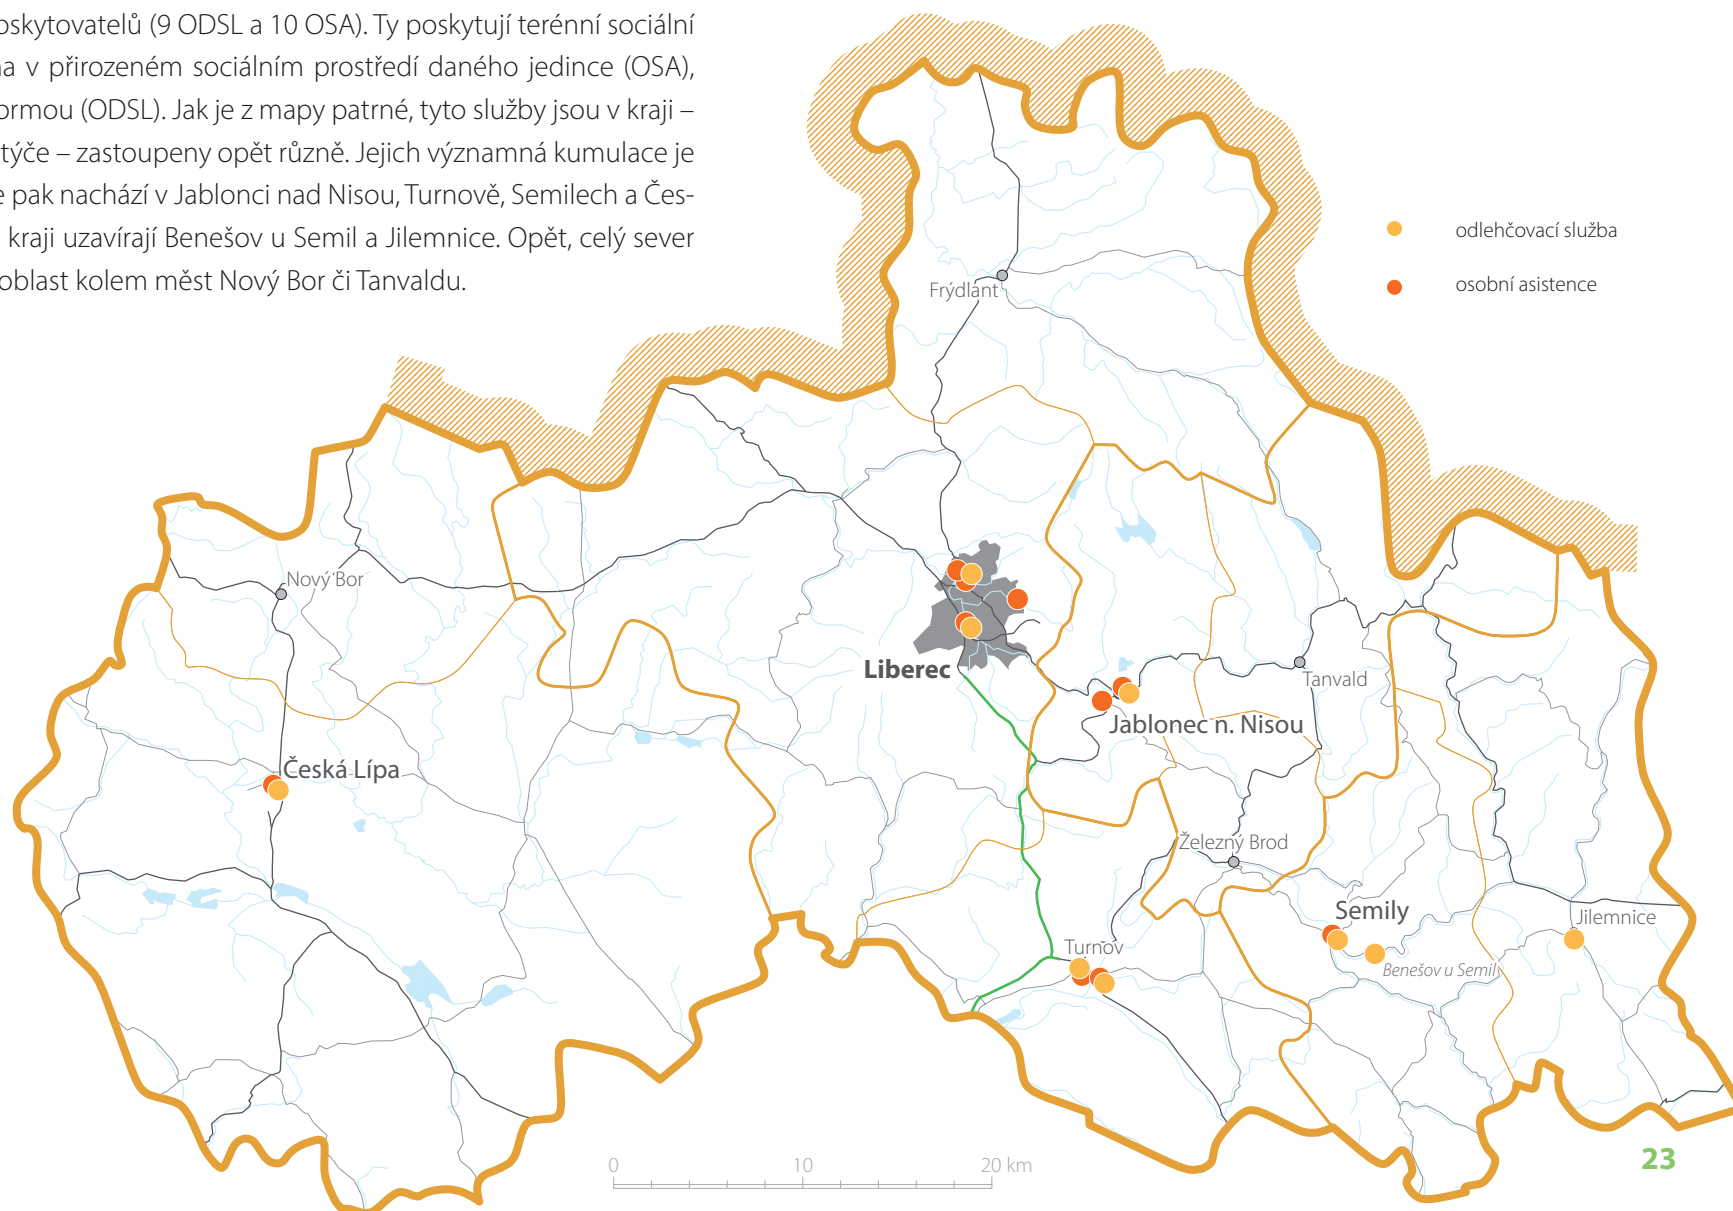 oskytovatelů (9 ODSL a 10 OSA). Ty poskytují terénní sociální
na v přirozeném sociálním prostředí daného jedince (OSA),
ormou (ODSL). Jak je z mapy patrné, tyto služby jsou v kraji –
týče – zastoupeny opět různě. Jejich významná kumulace je
e pak nachází v Jablonci nad Nisou, Turnově, Semilech a Čes-
kraji uzavírají Benešov u Semil a Jilemnice. Opět, celý sever
oblast kolem měst Nový Bor či Tanvaldu.
odlehčovací služba
osobní asistence
Frýdlant
Nový Bor
Liberec
Tanvald
Jablonec n. Nisou
Česká Lípa
Železný Brod
Semily
Jilemnice
Turnov
Benešov u Semil
0 10 20 km
23